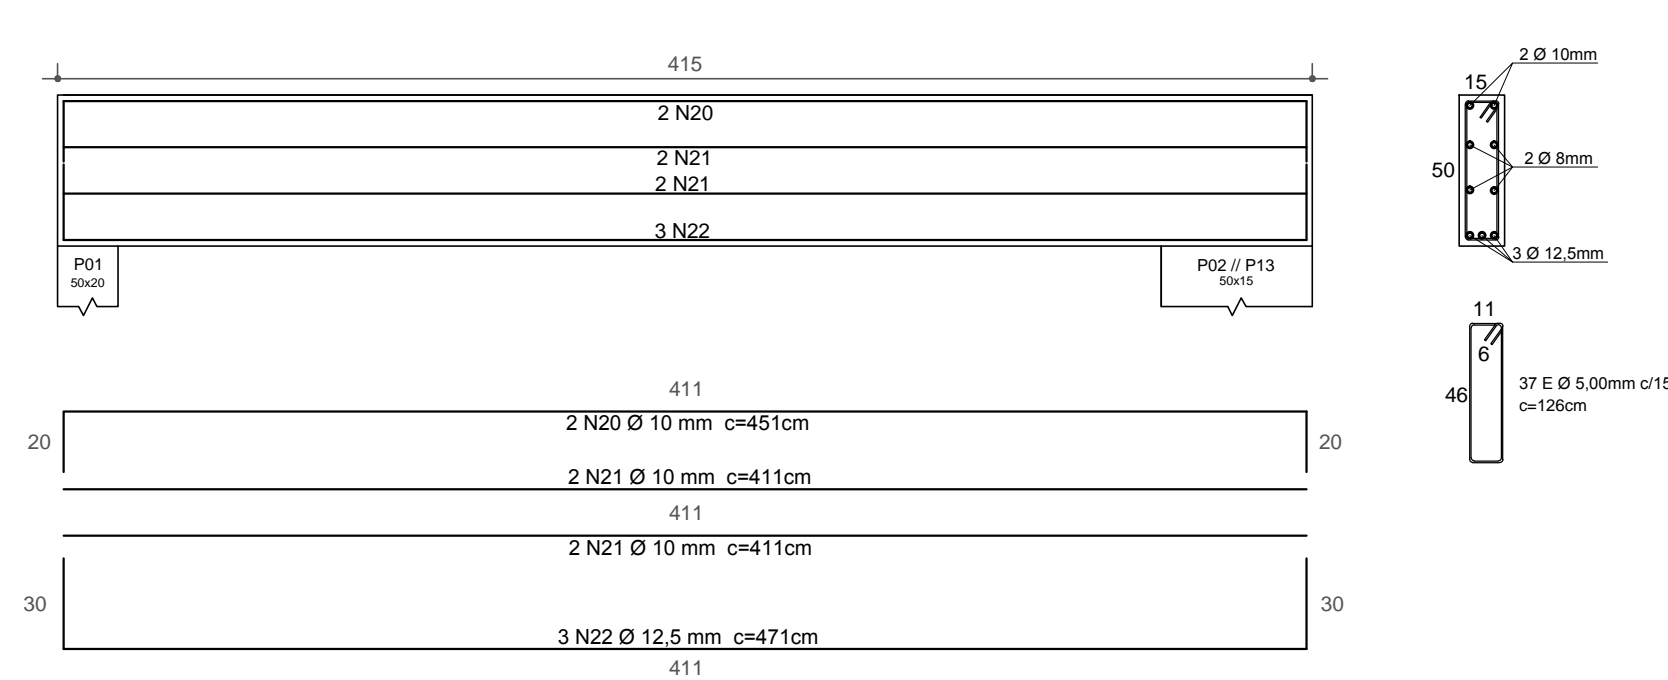 415
2 N20
2 N21
2 N21
3 N22
P01
50x20
P02 // P13
50x15
2 Ø 10mm
15
50
2 Ø 8mm
3 Ø 12,5mm
11
6
46
37 E Ø 5,00mm c/15
c=126cm
411
20
2 N20 Ø 10 mm c=451cm
20
2 N21 Ø 10 mm c=411cm
411
2 N21 Ø 10 mm c=411cm
30
30
3 N22 Ø 12,5 mm c=471cm
411